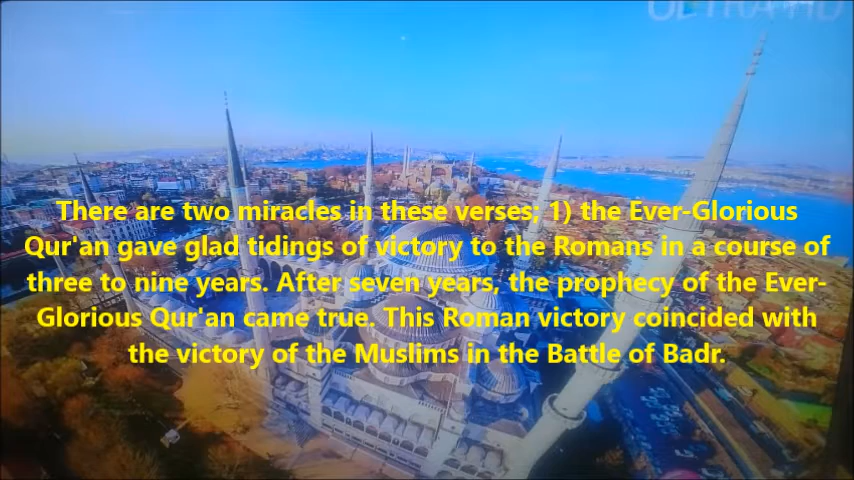 ULTRA HD
There are two miracles in these verses; 1) the Ever-Glorious
Qur'an gave glad tidings of victory to the Romans in a course of
three to nine years. After seven years, the prophecy of the Ever-
Glorious Qur'an came true. This Roman victory coincided with
the victory of the Muslims in the Battle of Badr.